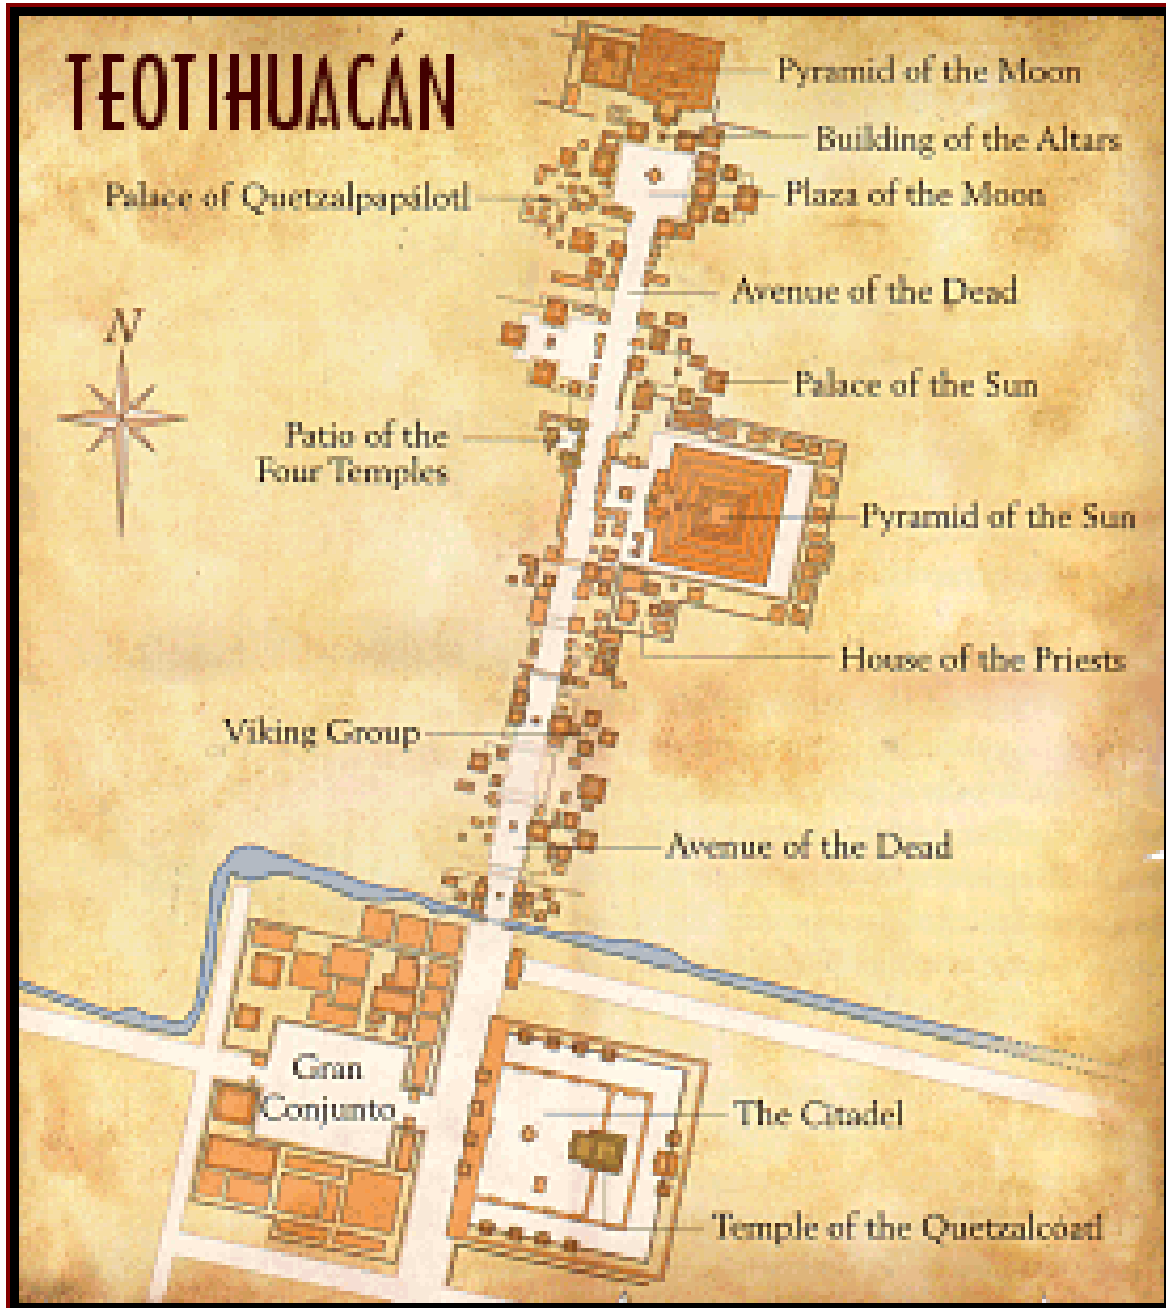 TEOTIHUACÁN
Pyramid of the Moon
Building of the Altars
Palace of Quetzalpapálotl
Plaza of the Moon
Avenue of the Dead
N
Palace of the Sun
Patio of the
Four Temples
Pyramid of the Sun
House of the Priests
Viking Group
Avenue of the Dead
Gran
Conjunto
The Citadel
Temple of the Quetzalcóatl